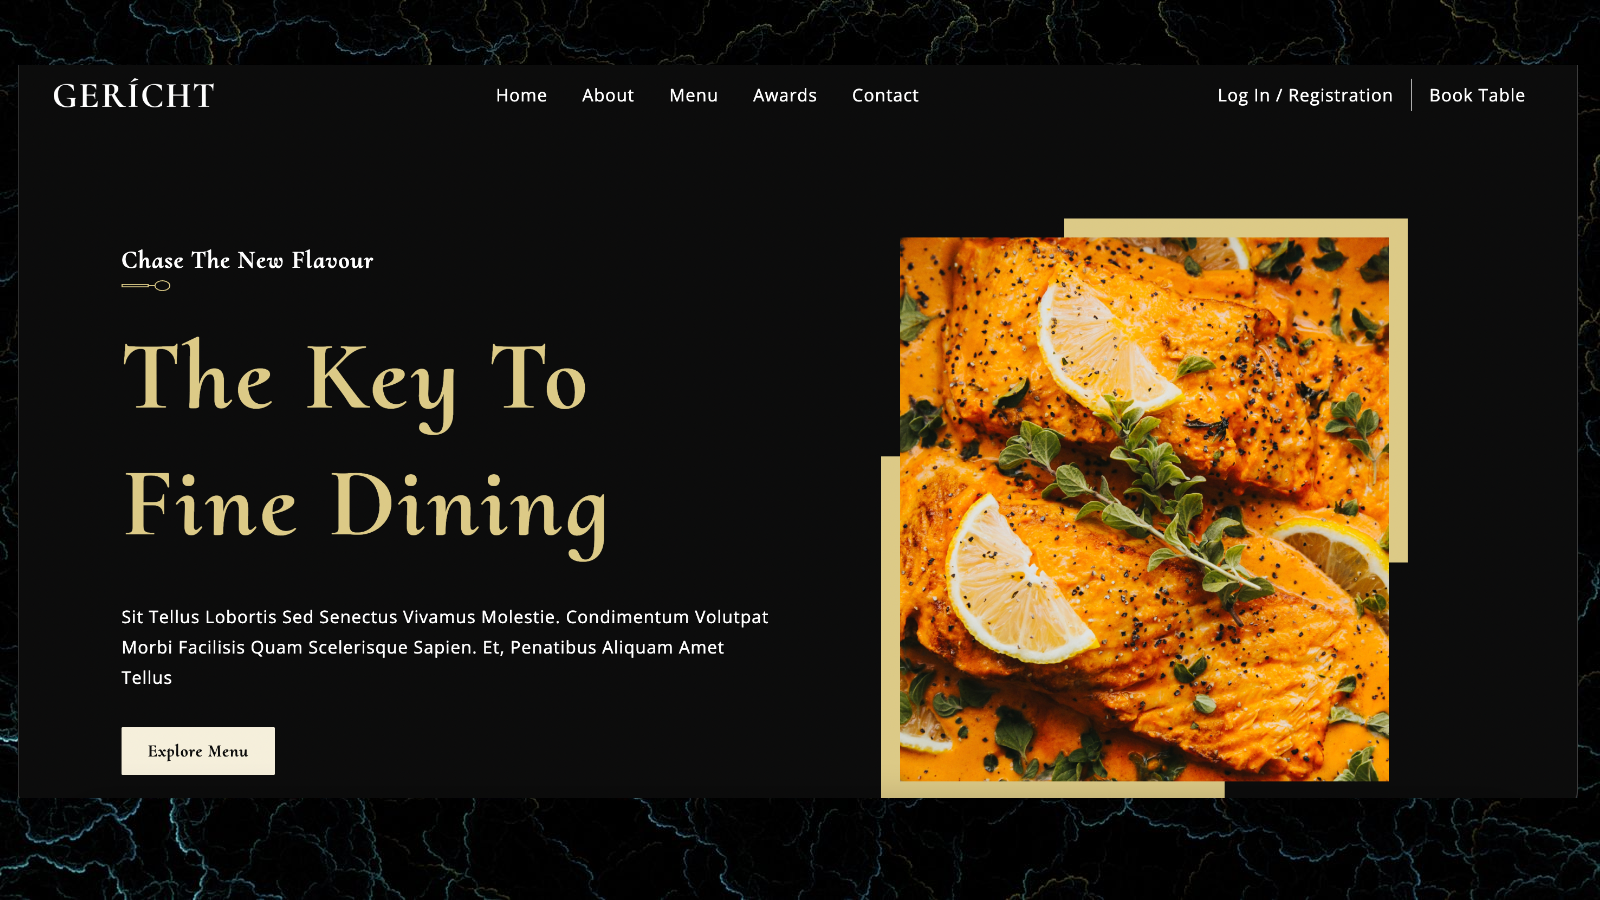 GERÍCHT
Home About Menu Awards Contact
Log In / Registration Book Table
Chase The New Flavour
The Key To
Fine Dining
Sit Tellus Lobortis Sed Senectus Vivamus Molestie. Condimentum Volutpat
Morbi Facilisis Quam Scelerisque Sapien. Et, Penatibus Aliquam Amet
Tellus
Explore Menu